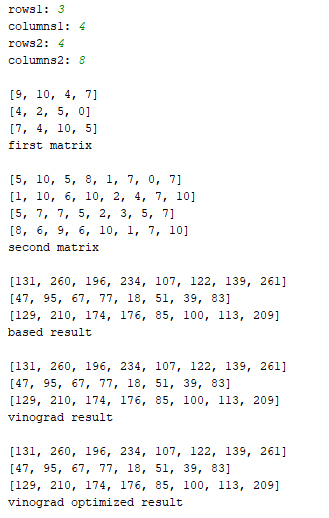 rows1: 3
columns1: 4
rows2: 4
columns2: 8
[9, 10, 4, 7]
[4, 2, 5, 0]
[7, 4, 10, 5]
first matrix
[5, 10, 5, 8, 1, 7, 0, 7]
[1, 10, 6, 10, 2, 4, 7, 10]
[5, 7, 7, 5, 2, 3, 5, 7]
[8, 6, 9, 6, 10, 1, 7, 10]
second matrix
[131, 260, 196, 234, 107, 122, 139, 261]
[47, 95, 67, 77, 18, 51, 39, 83]
[129, 210, 174, 176, 85, 100, 113, 209]
based result
[131, 260, 196, 234, 107, 122, 139, 261]
[47, 95, 67, 77, 18, 51, 39, 83]
[129, 210, 174, 176, 85, 100, 113, 209]
vinograd result
[131, 260, 196, 234, 107, 122, 139, 261]
[47, 95, 67, 77, 18, 51, 39, 83]
[129, 210, 174, 176, 85, 100, 113, 209]
vinograd optimized result